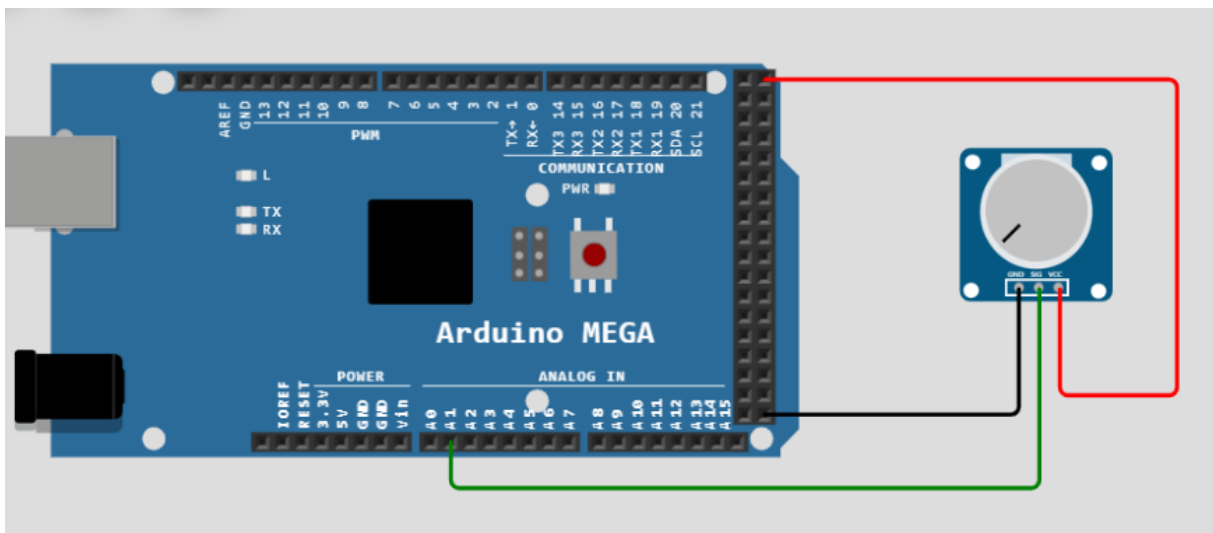 AREF
GND
13
12
11
10
9
8
7
6
5
4
3
2
TX→ 1
RX← 0
TX3 14
RX3 15
TX2 16
RX2 17
TX1 18
RX1 19
SDA 20
SCL 21
PWM
COMMUNICATION
PWR
L
TX
RX
GND SIG VCC
Arduino MEGA
POWER
ANALOG IN
IOREF
RESET
3.3V
5V
GND
GND
Vin
A0
A1
A2
A3
A4
A5
A6
A7
A8
A9
A10
A11
A12
A13
A14
A15